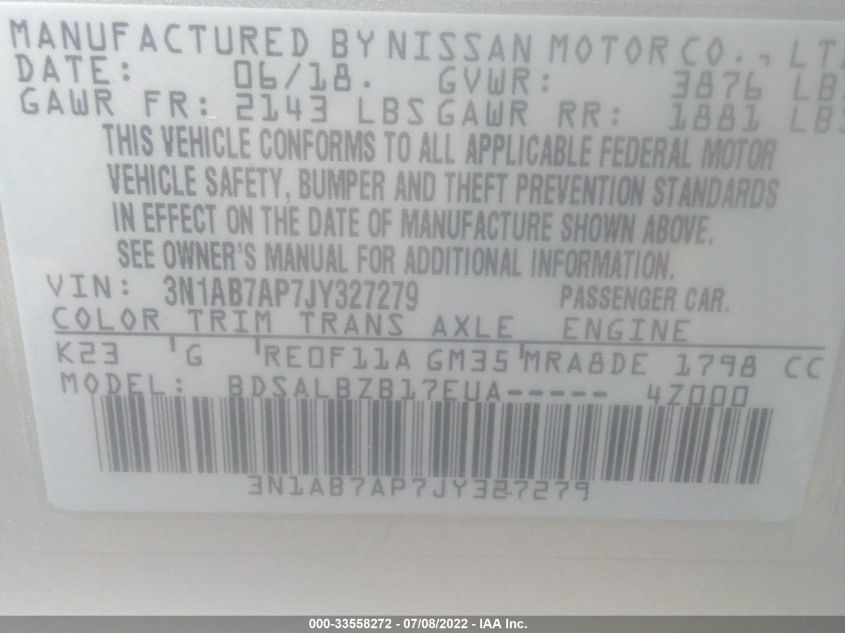 MANUFACTURED BY NISSAN MOTOR CO., LT
DATE: 06/18. GVWR: 3876 LB
GAWR FR: 2143 LBS GAWR RR: 1881 LBS
THIS VEHICLE CONFORMS TO ALL APPLICABLE FEDERAL MOTOR
VEHICLE SAFETY, BUMPER AND THEFT PREVENTION STANDARDS
IN EFFECT ON THE DATE OF MANUFACTURE SHOWN ABOVE.
SEE OWNER'S MANUAL FOR ADDITIONAL INFORMATION.
VIN: 3N1AB7AP7JY327279 PASSENGER CAR.
COLOR TRIM TRANS AXLE ENGINE
K23 G RE0F11A GM35 MRA8DE 1798 CC
MODEL: BDSALBZB17EUA----- 4Z000
3N1AB7AP7JY327279
000-33558272 - 07/08/2022 - IAA Inc.